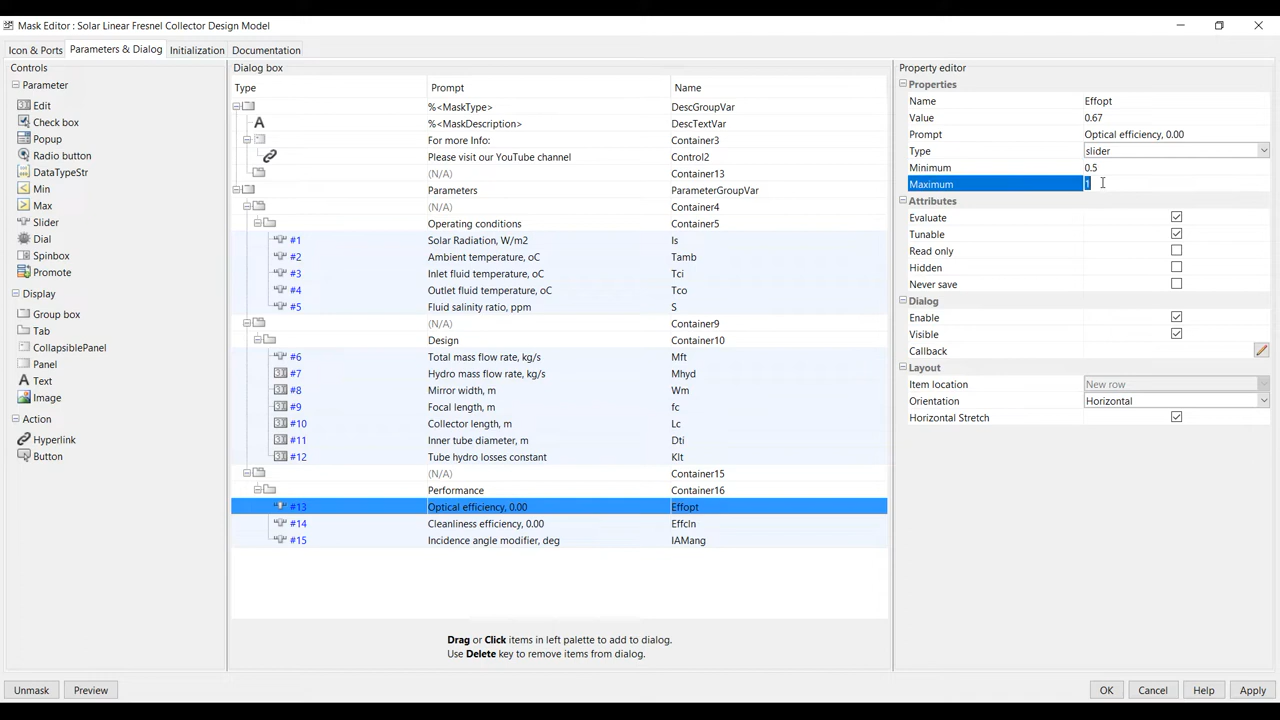 Mask Editor : Solar Linear Fresnel Collector Design Model
Icon & Ports Parameters & Dialog Initialization Documentation
Controls
Parameter
Edit
Check box
Popup
Radio button
DataTypeStr
Min
Max
Slider
Dial
Spinbox
Promote
Display
Group box
Tab
CollapsiblePanel
Panel
A Text
Image
Action
Hyperlink
Button
Dialog box
Type Prompt Name
%<MaskType> DescGroupVar
A %<MaskDescription> DescTextVar
For more Info: Container3
Please visit our YouTube channel Control2
(N/A) Container13
Parameters ParameterGroupVar
(N/A) Container4
Operating conditions Container5
#1 Solar Radiation, W/m2 Is
#2 Ambient temperature, oC Tamb
#3 Inlet fluid temperature, oC Tci
#4 Outlet fluid temperature, oC Tco
#5 Fluid salinity ratio, ppm S
(N/A) Container9
Design Container10
#6 Total mass flow rate, kg/s Mft
#7 Hydro mass flow rate, kg/s Mhyd
#8 Mirror width, m Wm
#9 Focal length, m fc
#10 Collector length, m Lc
#11 Inner tube diameter, m Dti
#12 Tube hydro losses constant Klt
(N/A) Container15
Performance Container16
#13 Optical efficiency, 0.00 Effopt
#14 Cleanliness efficiency, 0.00 Effcln
#15 Incidence angle modifier, deg IAMang
Drag or Click items in left palette to add to dialog.
Use Delete key to remove items from dialog.
Property editor
Properties
Name Effopt
Value 0.67
Prompt Optical efficiency, 0.00
Type slider
Minimum 0.5
Maximum 1
Attributes
Evaluate
Tunable
Read only
Hidden
Never save
Dialog
Enable
Visible
Callback
Layout
Item location New row
Orientation Horizontal
Horizontal Stretch
Unmask Preview OK Cancel Help Apply